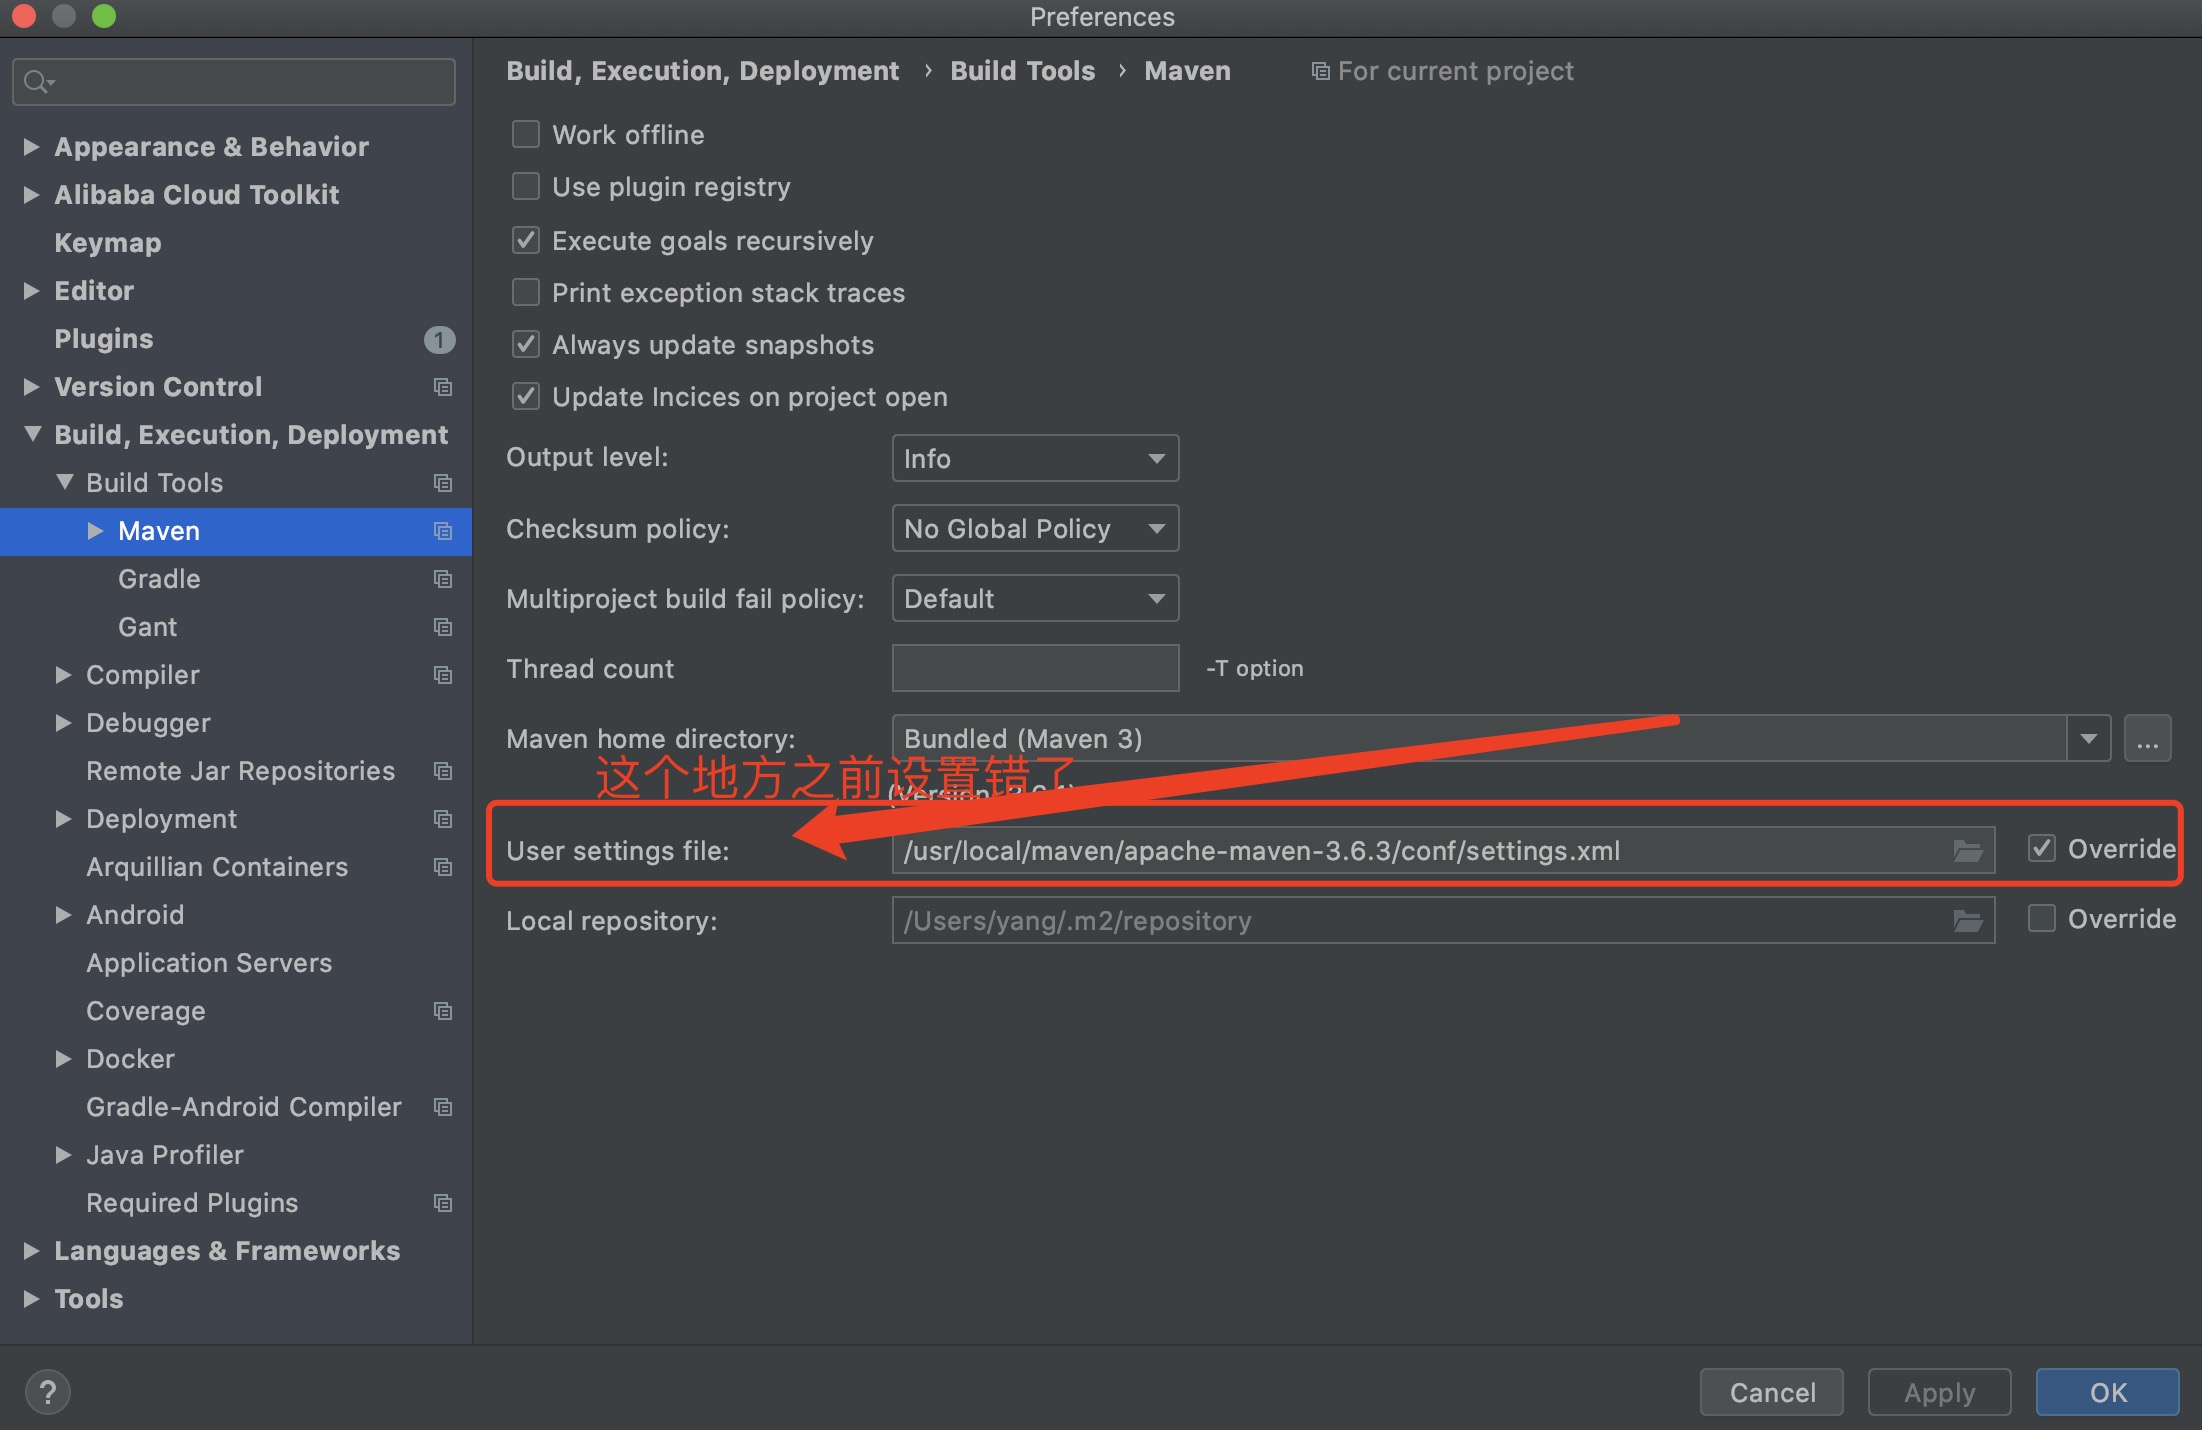 Preferences
Build, Execution, Deployment › Build Tools › Maven For current project
Appearance & Behavior
Alibaba Cloud Toolkit
Keymap
Editor
Plugins 1
Version Control
Build, Execution, Deployment
Build Tools
Maven
Gradle
Gant
Compiler
Debugger
Remote Jar Repositories
Deployment
Arquillian Containers
Android
Application Servers
Coverage
Docker
Gradle-Android Compiler
Java Profiler
Required Plugins
Languages & Frameworks
Tools
Work offline
Use plugin registry
Execute goals recursively
Print exception stack traces
Always update snapshots
Update Incices on project open
Output level: Info
Checksum policy: No Global Policy
Multiproject build fail policy: Default
Thread count -T option
Maven home directory: Bundled (Maven 3) ...
这个地方之前设置错了
(Version
User settings file: /usr/local/maven/apache-maven-3.6.3/conf/settings.xml Override
Local repository: /Users/yang/.m2/repository Override
? Cancel Apply OK